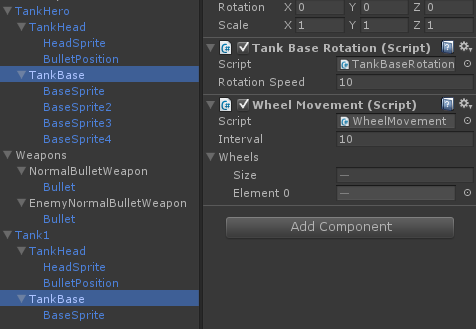 TankHero
TankHead
HeadSprite
BulletPosition
TankBase
BaseSprite
BaseSprite2
BaseSprite3
BaseSprite4
Weapons
NormalBulletWeapon
Bullet
EnemyNormalBulletWeapon
Bullet
Tank1
TankHead
HeadSprite
BulletPosition
TankBase
BaseSprite
Rotation X 0 Y 0 Z 0
Scale X 1 Y 1 Z 1
Tank Base Rotation (Script)
Script TankBaseRotation
Rotation Speed 10
Wheel Movement (Script)
Script WheelMovement
Interval 10
Wheels
Size —
Element 0 —
Add Component